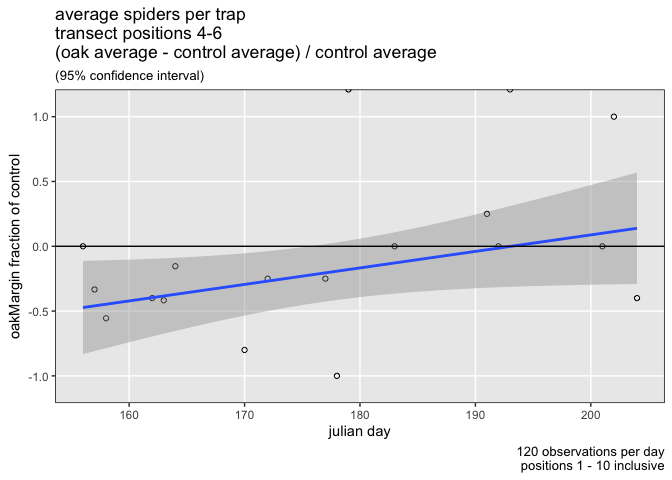 average spiders per trap
transect positions 4-6
(oak average - control average) / control average
(95% confidence interval)
oakMargin fraction of control
1.0
0.5
0.0
-0.5
-1.0
160
170
180
190
200
julian day
120 observations per day
positions 1 - 10 inclusive